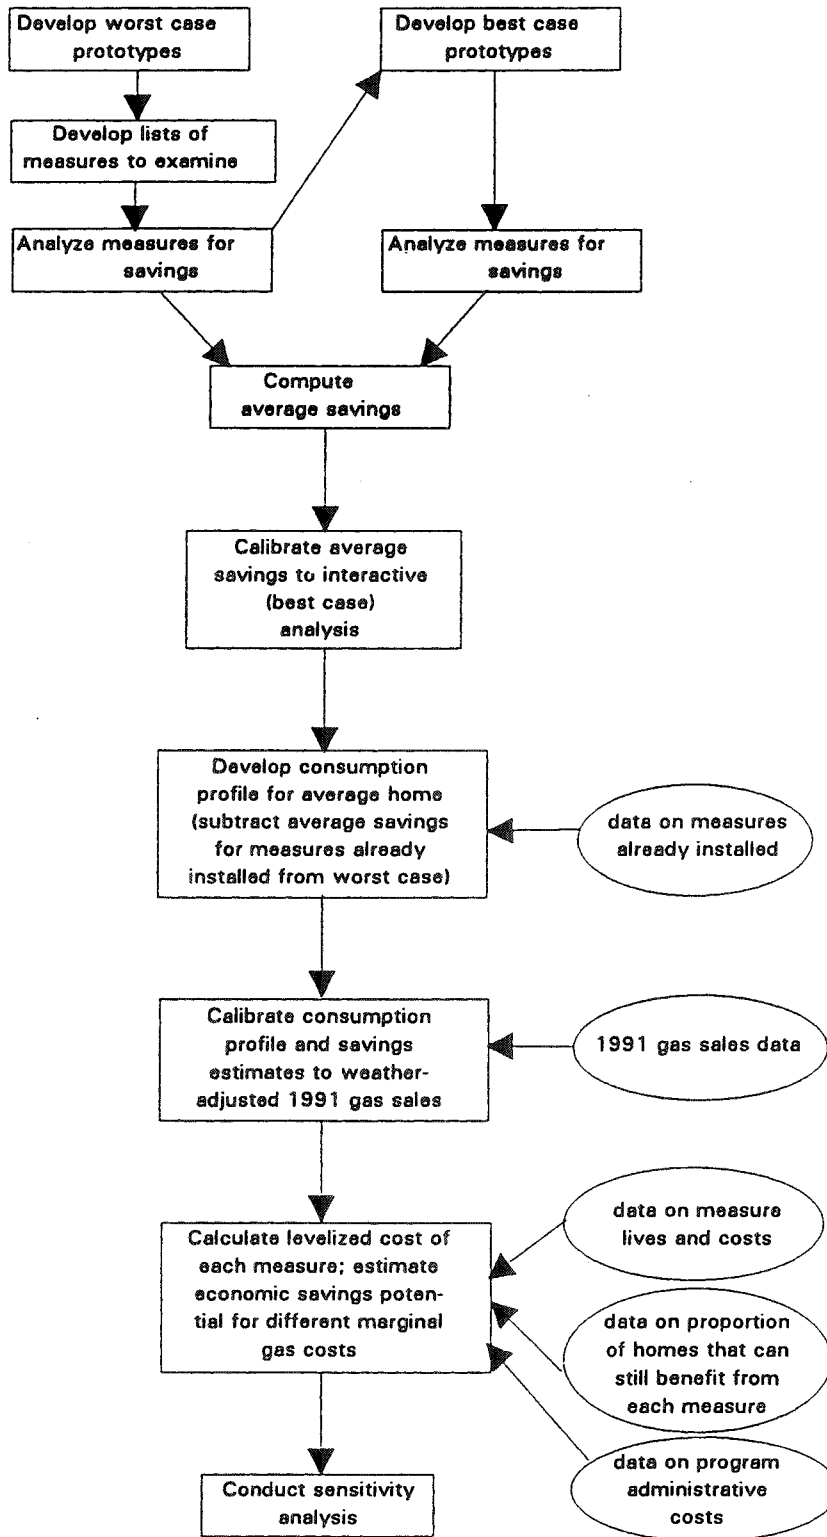 Develop worst case
prototypes
Develop best case
prototypes
Develop lists of
measures to examine
Analyze measures for
savings
Analyze measures for
savings
Compute
average savings
Calibrate average
savings to interactive
(best case)
analysis
Develop consumption
profile for average home
(subtract average savings
for measures already
installed from worst case)
data on measures
already installed
Calibrate consumption
profile and savings
estimates to weather-
adjusted 1991 gas sales
1991 gas sales data
Calculate levelized cost of
each measure; estimate
economic savings poten-
tial for different marginal
gas costs
data on measure
lives and costs
data on proportion
of homes that can
still benefit from
each measure
data on program
administrative
costs
Conduct sensitivity
analysis